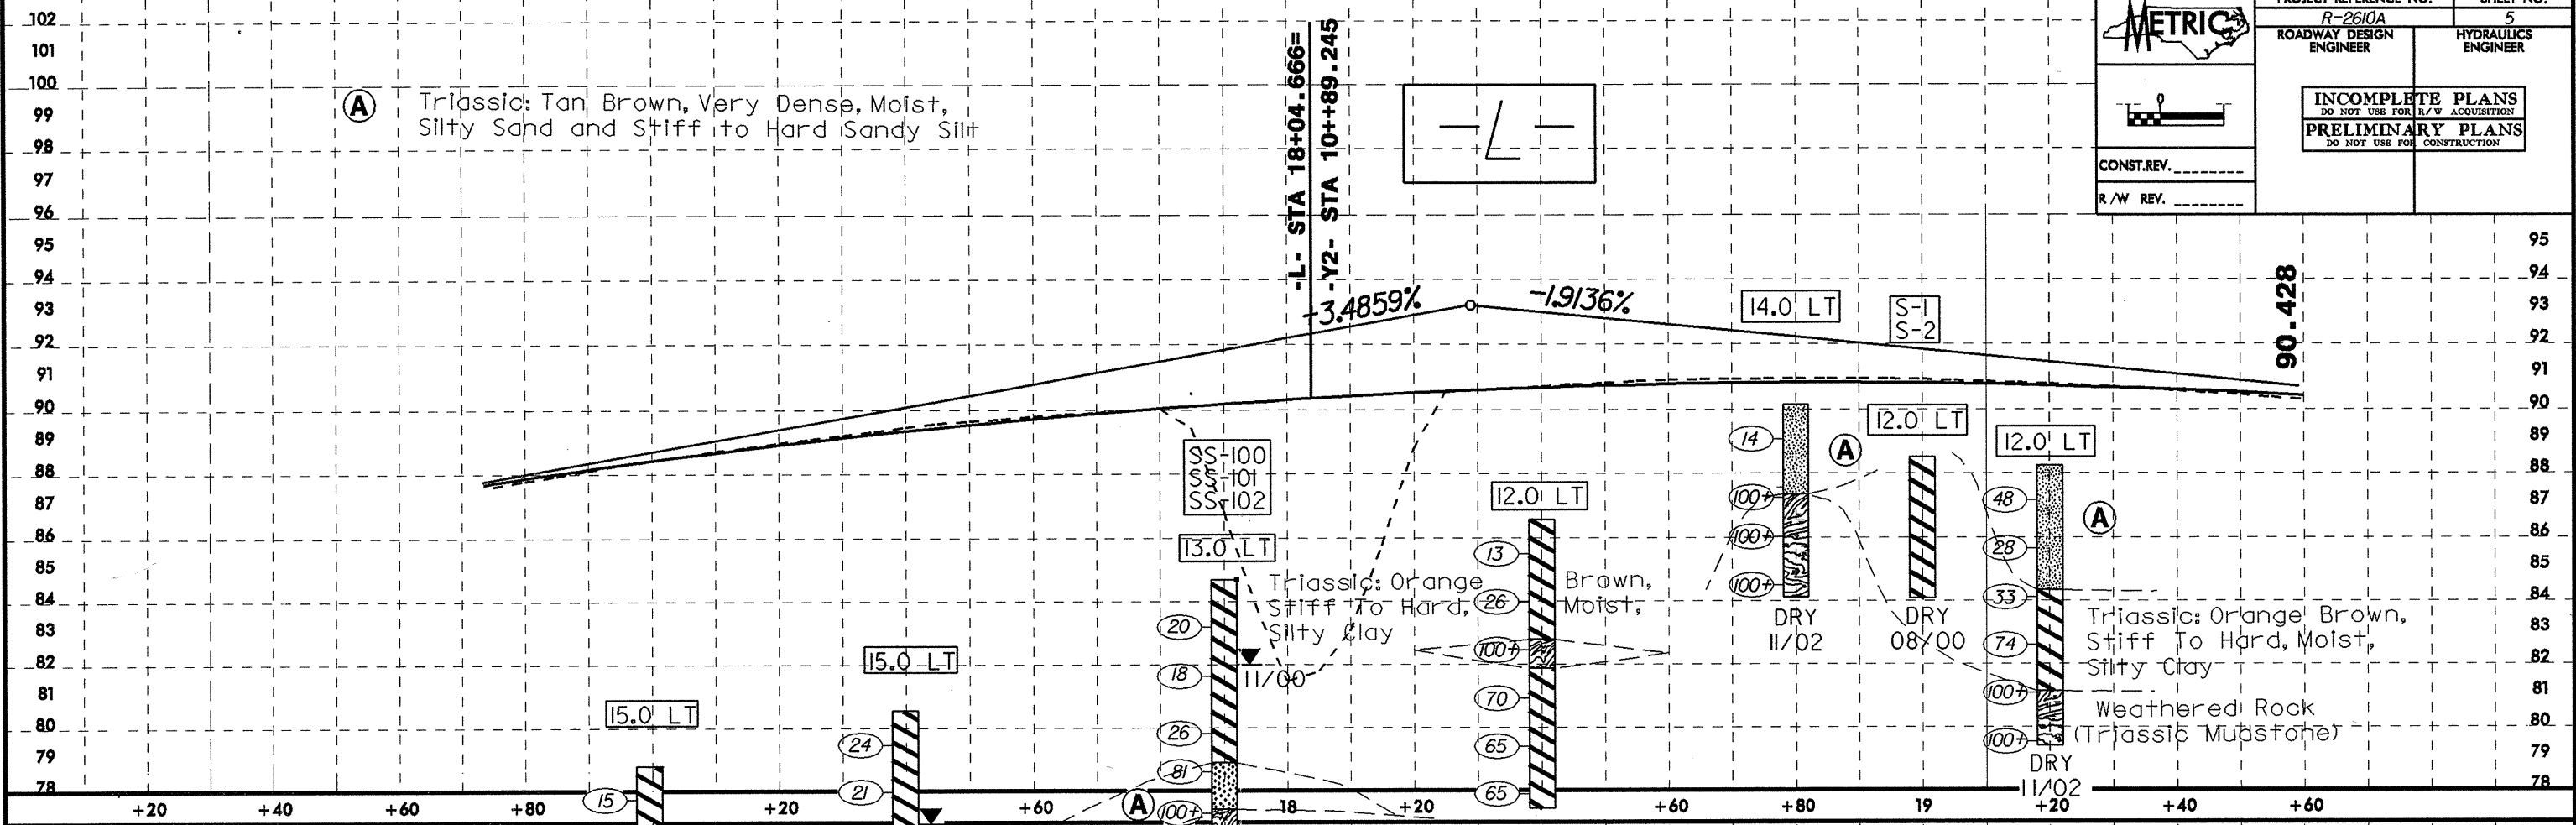 102
101
100
99
98
97
96
95
94
93
92
91
90
89
88
87
86
85
84
83
82
81
80
79
78
A
Triassic: Tan Brown, Very Dense, Moist,
Silty Sand and Stiff to Hard Sandy Silt
-L- STA 18+04.666=
-Y2- STA 10++89.245
-L-
METRIC
R-2610A
5
ROADWAY DESIGN
ENGINEER
HYDRAULICS
ENGINEER
INCOMPLETE PLANS
DO NOT USE FOR R/W ACQUISITION
PRELIMINARY PLANS
DO NOT USE FOR CONSTRUCTION
CONST.REV.
R/W REV.
3.4859%
-1.9136%
14.0 LT
S-1
S-2
90.428
95
94
93
92
91
90
89
88
87
86
85
84
83
82
81
80
79
78
15.0 LT
15
15.0 LT
24
21
SS-100
SS-101
SS-102
13.0 LT
20
18
26
81
100+
11/00
A
Triassic: Orange Brown,
Stiff To Hard, Moist,
Silty Clay
12.0 LT
13
26
100+
70
65
65
14
100+
100+
100+
DRY
11/02
A
12.0 LT
DRY
08/00
12.0 LT
48
28
33
74
100+
100+
DRY
11/02
A
Triassic: Orange Brown,
Stiff To Hard, Moist,
Silty Clay
Weathered Rock
(Triassic Mudstone)
+20
+40
+60
+80
+20
+60
18
+20
+60
+80
19
+20
+40
+60